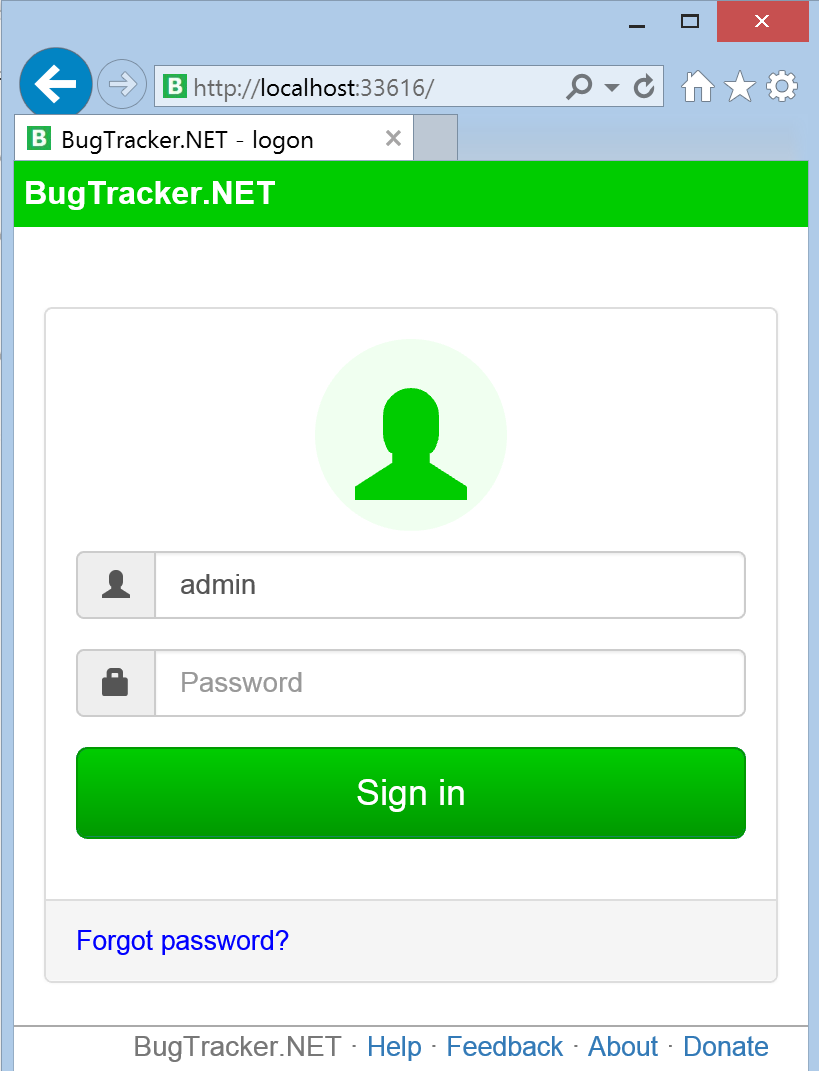 http://localhost:33616/
B BugTracker.NET - logon
BugTracker.NET
admin
Password
Sign in
Forgot password?
BugTracker.NET · Help · Feedback · About · Donate